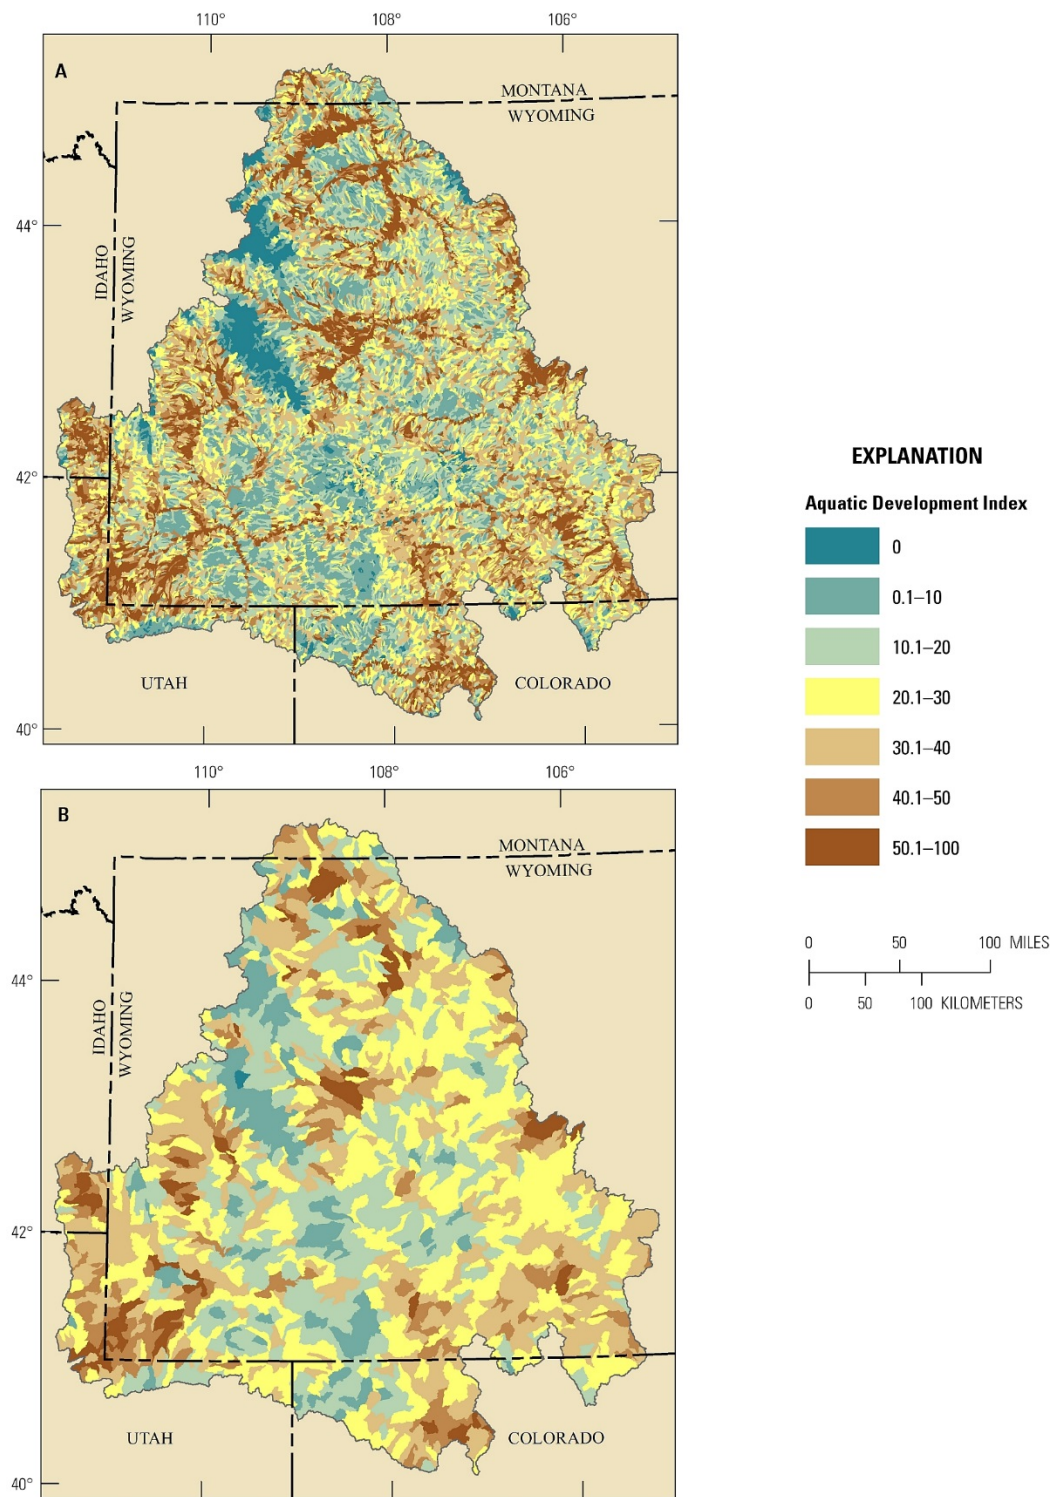 110° 108° 106°
A
MONTANA
WYOMING
44°
IDAHO
WYOMING
42°
UTAH
COLORADO
40°
110° 108° 106°
B
MONTANA
WYOMING
44°
IDAHO
WYOMING
42°
UTAH
COLORADO
40°
EXPLANATION
Aquatic Development Index
0
0.1–10
10.1–20
20.1–30
30.1–40
40.1–50
50.1–100
0 50 100 MILES
0 50 100 KILOMETERS